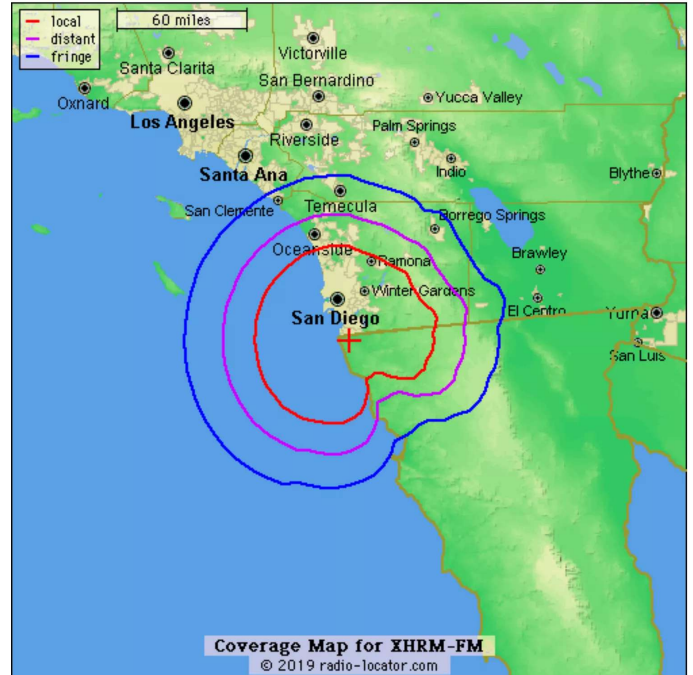 local
distant
fringe
60 miles
Victorville
Santa Clarita
San Bernardino
Oxnard
Yucca Valley
Los Angeles
Riverside
Palm Springs
Santa Ana
Indio
Blythe
Temecula
San Clemente
Borrego Springs
Oceanside
Ramona
Brawley
Winter Gardens
San Diego
El Centro
Yuma
San Luis
Coverage Map for XHRM-FM
© 2019 radio-locator.com